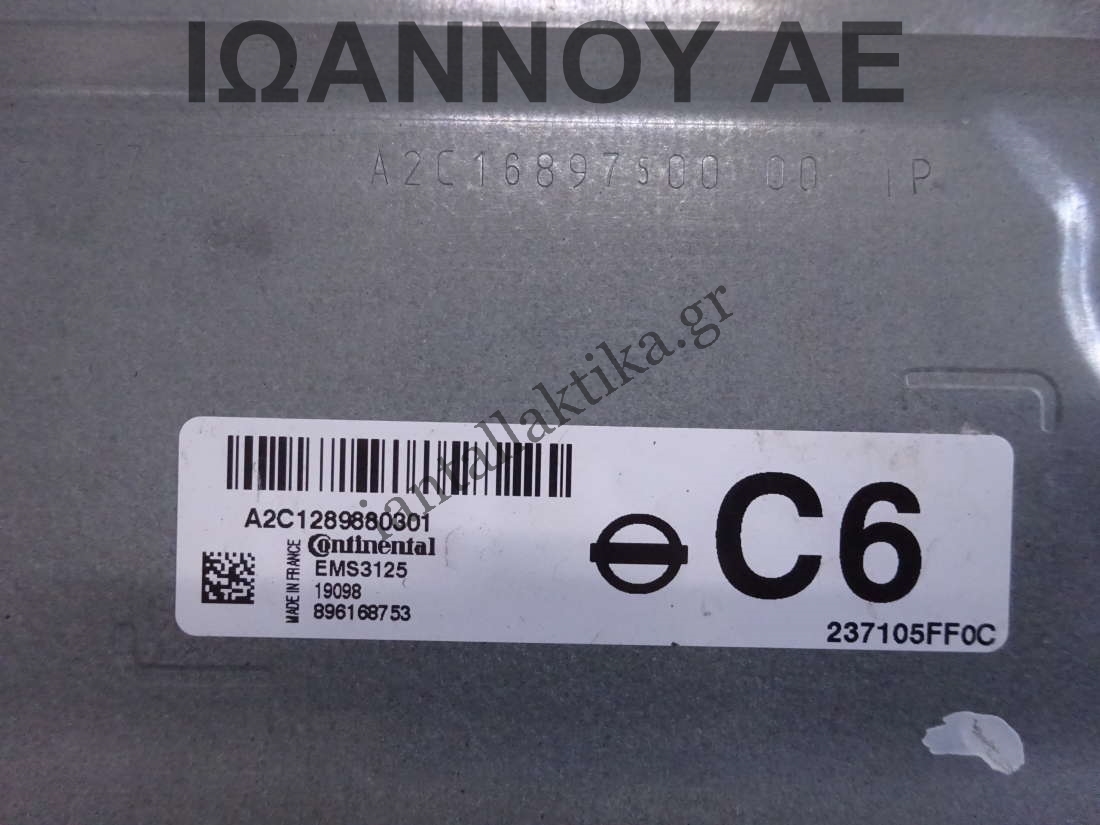 ΙΩΑΝΝΟΥ ΑΕ
A2C16897500 00 IP
iantallaktika.gr
A2C1289880301
Continental
EMS3125
19098
896168753
MADE IN FRANCE
C6
237105FF0C